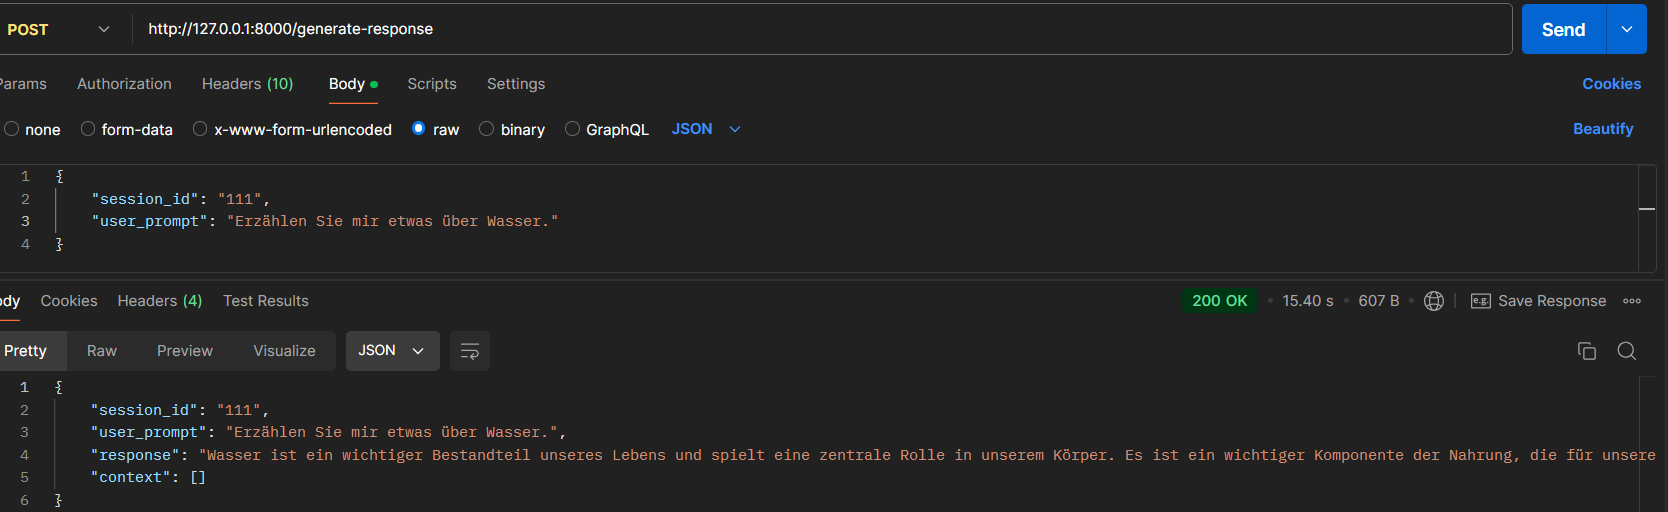 POST http://127.0.0.1:8000/generate-response Send
Params Authorization Headers (10) Body Scripts Settings Cookies
none form-data x-www-form-urlencoded raw binary GraphQL JSON Beautify
1 {
2 "session_id": "111",
3 "user_prompt": "Erzählen Sie mir etwas über Wasser."
4 }
ody Cookies Headers (4) Test Results 200 OK 15.40 s 607 B e.g. Save Response
Pretty Raw Preview Visualize JSON
1 {
2 "session_id": "111",
3 "user_prompt": "Erzählen Sie mir etwas über Wasser.",
4 "response": "Wasser ist ein wichtiger Bestandteil unseres Lebens und spielt eine zentrale Rolle in unserem Körper. Es ist ein wichtiger Komponente der Nahrung, die für unsere
5 "context": []
6 }